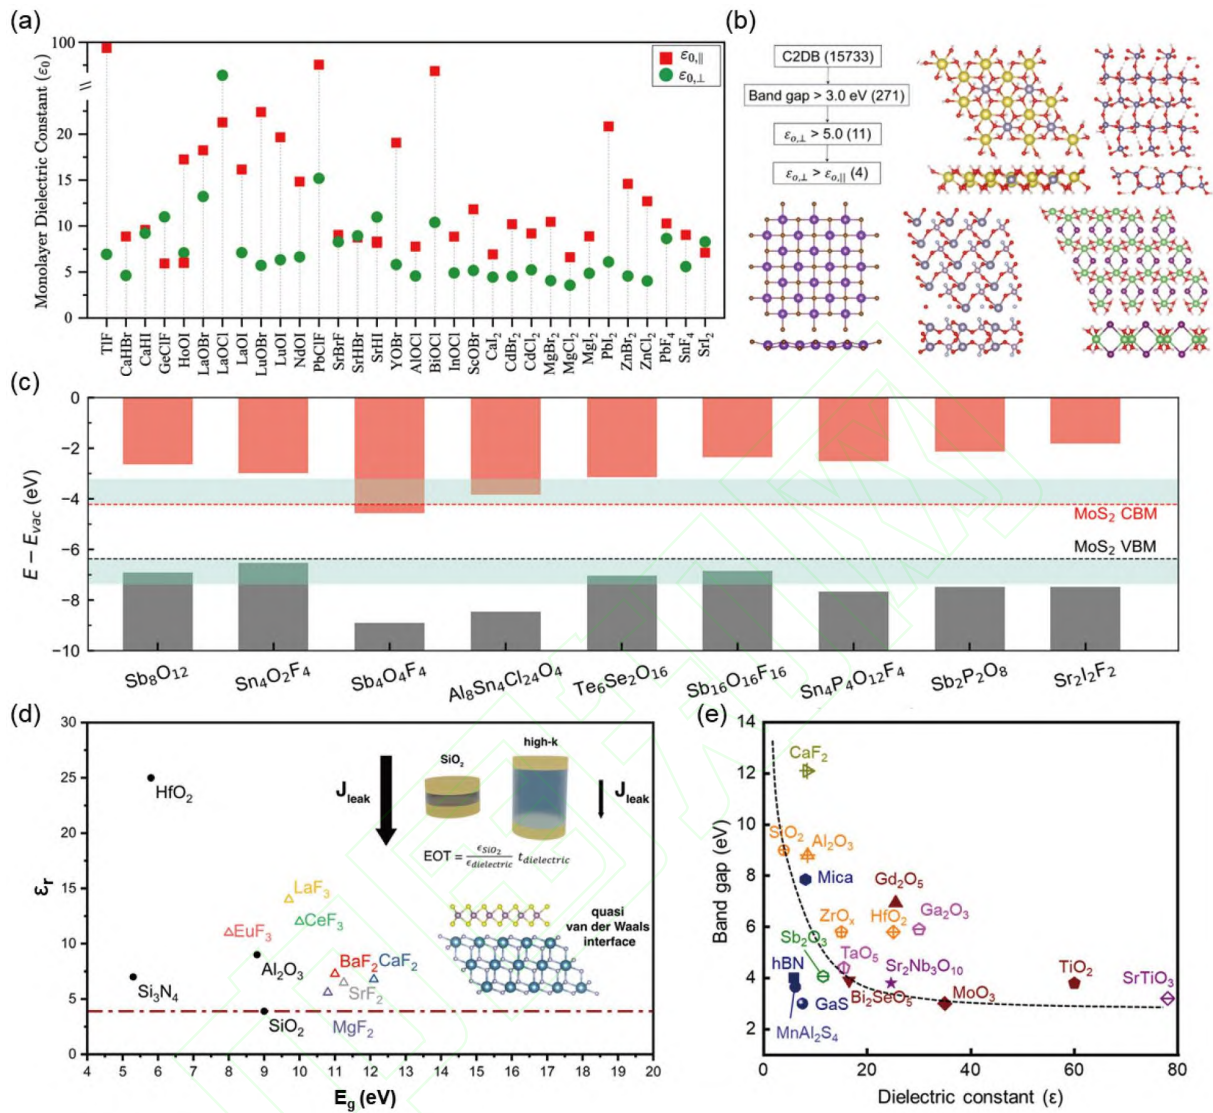 (a)
Monolayer Dielectric Constant (ε0)
100
20
15
10
5
0
ε0,∥
ε0,⊥
TlF
CaHBr
CaHI
GeClF
HoOI
LaOBr
LaOCl
LaOI
LuOBr
LuOI
NdOI
PbClF
SrBrF
SrHBr
SrHI
YOBr
AlOCl
BiOCl
InOCl
ScOBr
CaI2
CdBr2
CdCl2
MgBr2
MgCl2
MgI2
PbI2
ZnBr2
ZnCl2
PbF4
SnF4
SrI2
(b)
C2DB (15733)
Band gap > 3.0 eV (271)
εo,⊥ > 5.0 (11)
εo,⊥ > εo,∥ (4)
(c)
E − Evac (eV)
0
−2
−4
−6
−8
−10
MoS2 CBM
MoS2 VBM
Sb8O12
Sn4O2F4
Sb4O4F4
Al8Sn4Cl24O4
Te6Se2O16
Sb16O16F16
Sn4P4O12F4
Sb2P2O8
Sr2I2F2
(d)
εr
30
25
20
15
10
5
0
HfO2
LaF3
CeF3
EuF3
Al2O3
BaF2
CaF2
SrF2
MgF2
Si3N4
SiO2
Jleak
SiO2
high-k
Jleak
EOT = εSiO2/εdielectric tdielectric
quasi
van der Waals
interface
4 5 6 7 8 9 10 11 12 13 14 15 16 17 18 19 20
Eg (eV)
(e)
Band gap (eV)
14
12
10
8
6
4
2
CaF2
SiO2
Al2O3
Mica
Gd2O5
ZrOx
HfO2
Ga2O3
Sb2O3
TaO5
hBN
Sr2Nb3O10
TiO2
SrTiO3
GaS
Bi2SeO5
MoO3
MnAl2S4
0 20 40 60 80
Dielectric constant (ε)